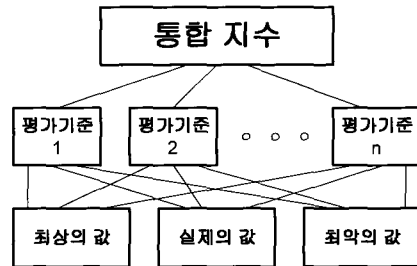 통합 지수
평가기준
1
평가기준
2
평가기준
n
최상의 값
실제의 값
최악의 값